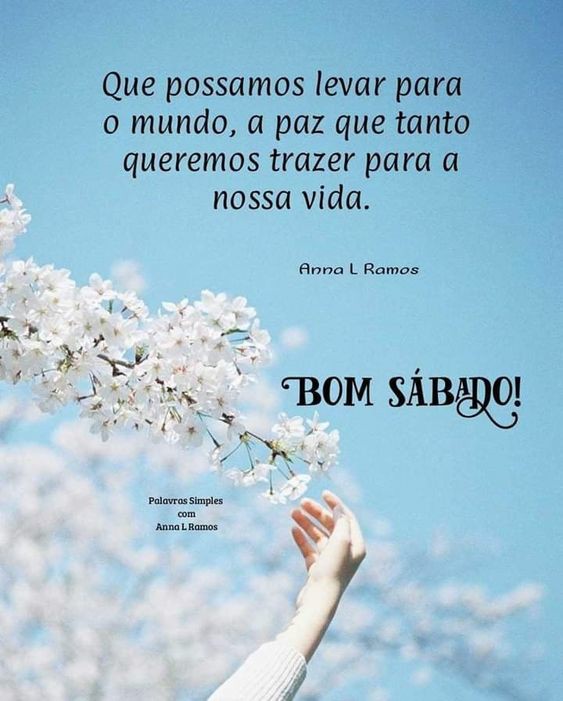 Que possamos levar para
o mundo, a paz que tanto
queremos trazer para a
nossa vida.
Anna L Ramos
BOM SÁBADO!
Palavras Simples
com
Anna L Ramos